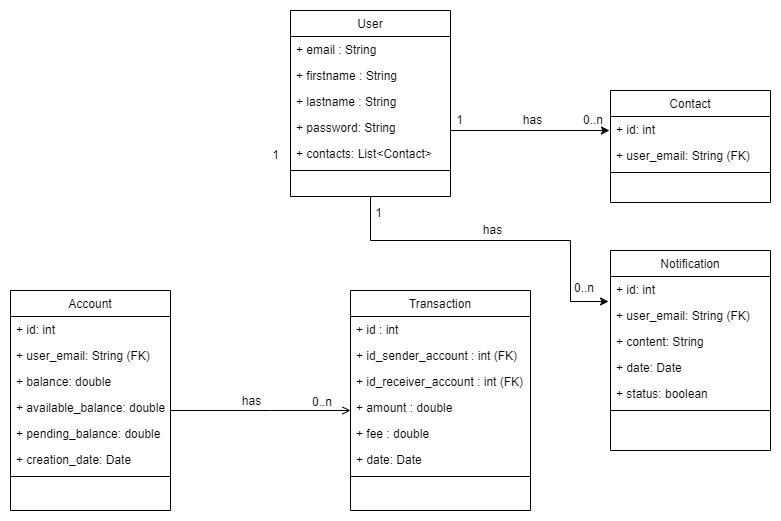 User
+ email : String
+ firstname : String
+ lastname : String
+ password: String
+ contacts: List<Contact>
1
1
has
0..n
Contact
+ id: int
+ user_email: String (FK)
1
has
0..n
Notification
+ id: int
+ user_email: String (FK)
+ content: String
+ date: Date
+ status: boolean
Account
+ id: int
+ user_email: String (FK)
+ balance: double
+ available_balance: double
+ pending_balance: double
+ creation_date: Date
has
0..n
Transaction
+ id : int
+ id_sender_account : int (FK)
+ id_receiver_account : int (FK)
+ amount : double
+ fee : double
+ date: Date